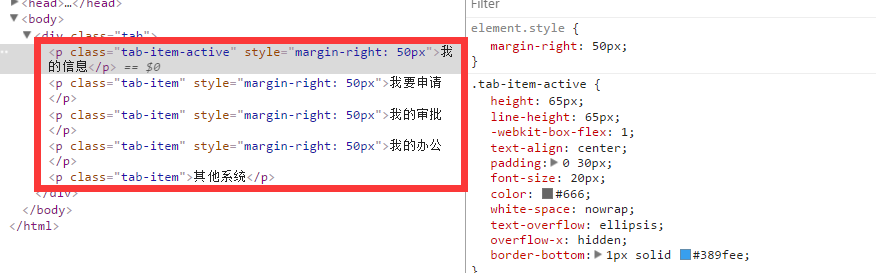 <head>…</head>
<body>
<div class="tab">
<p class="tab-item-active" style="margin-right: 50px">我
的信息</p> == $0
<p class="tab-item" style="margin-right: 50px">我要申请
</p>
<p class="tab-item" style="margin-right: 50px">我的审批
</p>
<p class="tab-item" style="margin-right: 50px">我的办公
</p>
<p class="tab-item">其他系统</p>
</div>
</body>
</html>
Filter
element.style {
margin-right: 50px;
}
.tab-item-active {
height: 65px;
line-height: 65px;
-webkit-box-flex: 1;
text-align: center;
padding: 0 30px;
font-size: 20px;
color: #666;
white-space: nowrap;
text-overflow: ellipsis;
overflow-x: hidden;
border-bottom: 1px solid #389fee;
}